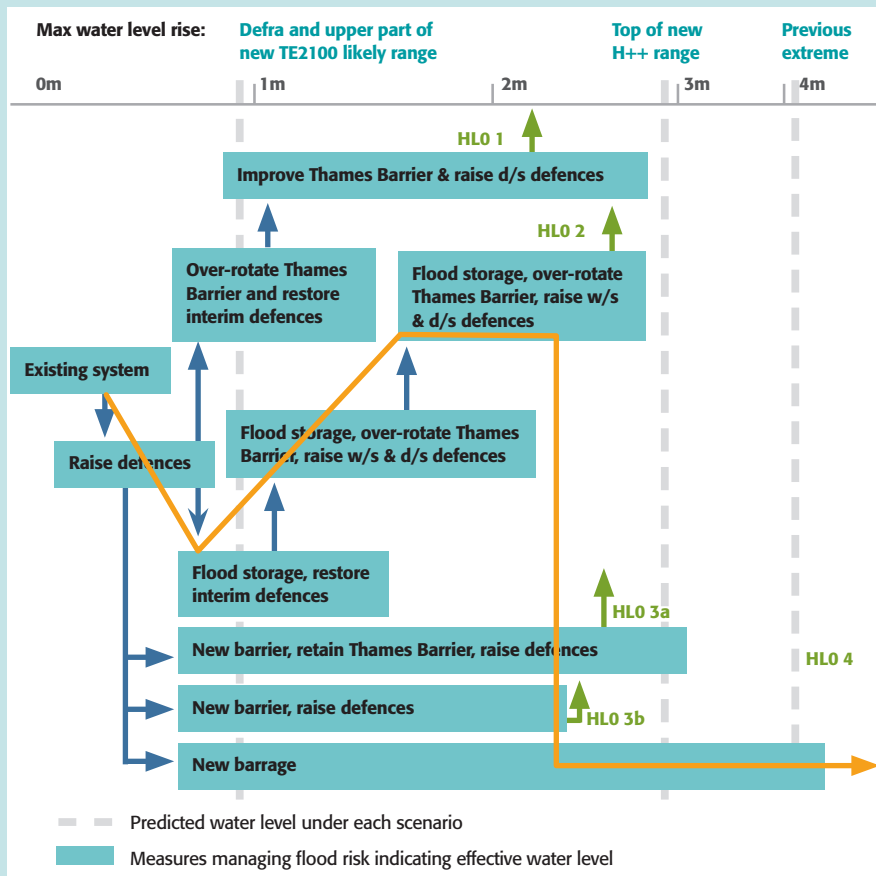 Max water level rise:
Defra and upper part of
new TE2100 likely range
Top of new
H++ range
Previous
extreme
0m
1m
2m
3m
4m
HL0 1
Improve Thames Barrier & raise d/s defences
HL0 2
Over-rotate Thames
Barrier and restore
interim defences
Flood storage, over-rotate
Thames Barrier, raise w/s
& d/s defences
Existing system
Flood storage, over-rotate Thames
Barrier, raise w/s & d/s defences
Raise defences
Flood storage, restore
interim defences
HL0 3a
New barrier, retain Thames Barrier, raise defences
HL0 4
New barrier, raise defences
HL0 3b
New barrage
Predicted water level under each scenario
Measures managing flood risk indicating effective water level